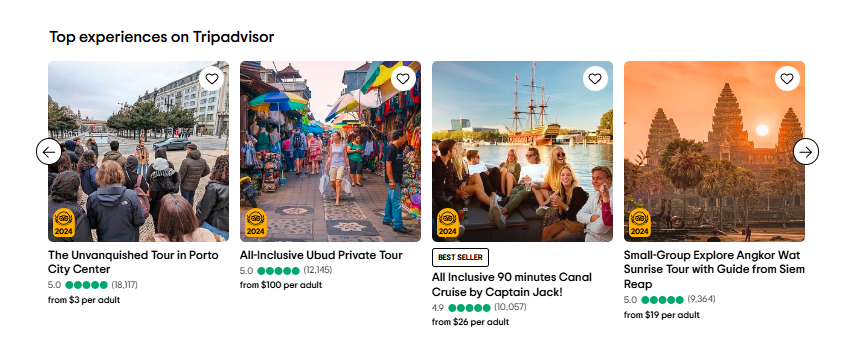 Top experiences on Tripadvisor
2024
2024
2024
2024
The Unvanquished Tour in Porto
City Center
5.0 (18,117)
from $3 per adult
All-Inclusive Ubud Private Tour
5.0 (12,145)
from $100 per adult
BEST SELLER
All Inclusive 90 minutes Canal
Cruise by Captain Jack!
4.9 (10,057)
from $26 per adult
Small-Group Explore Angkor Wat
Sunrise Tour with Guide from Siem
Reap
5.0 (9,364)
from $19 per adult